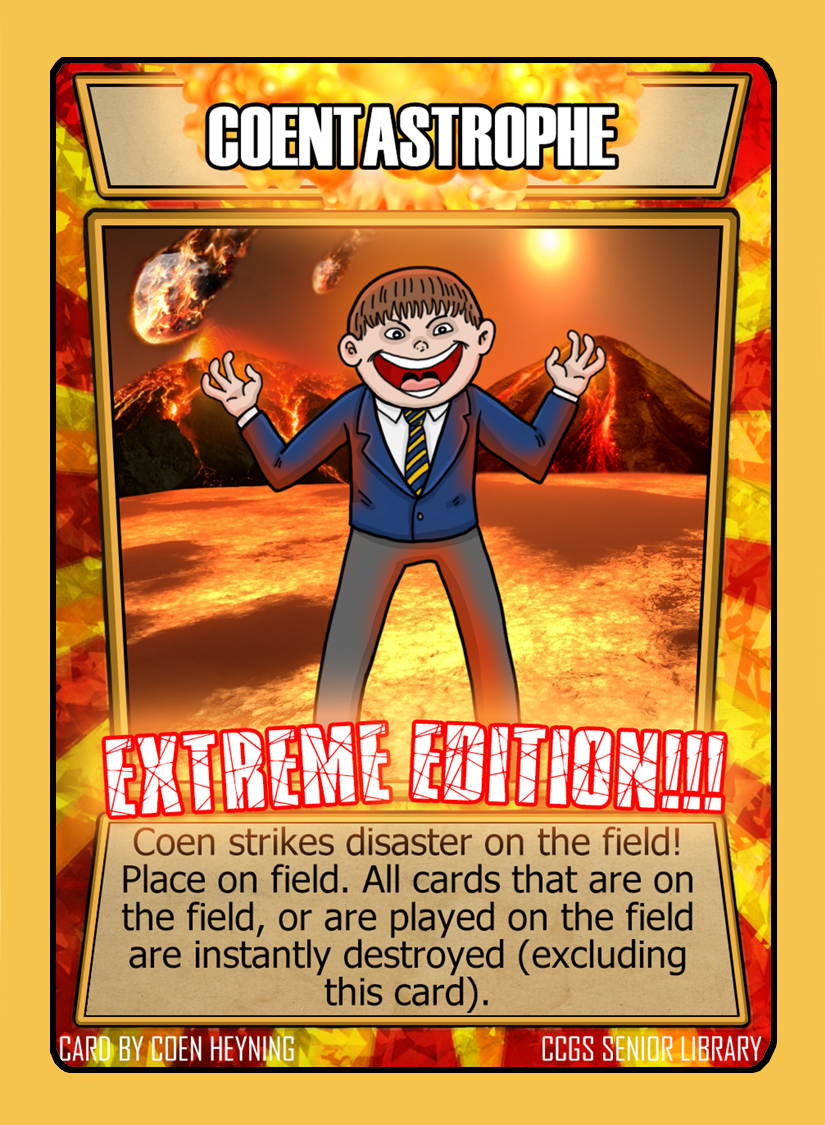 COENTASTROPHE
EXTREME EDITION!!!
Coen strikes disaster on the field!
Place on field. All cards that are on
the field, or are played on the field
are instantly destroyed (excluding
this card).
CARD BY COEN HEYNING
CCGS SENIOR LIBRARY